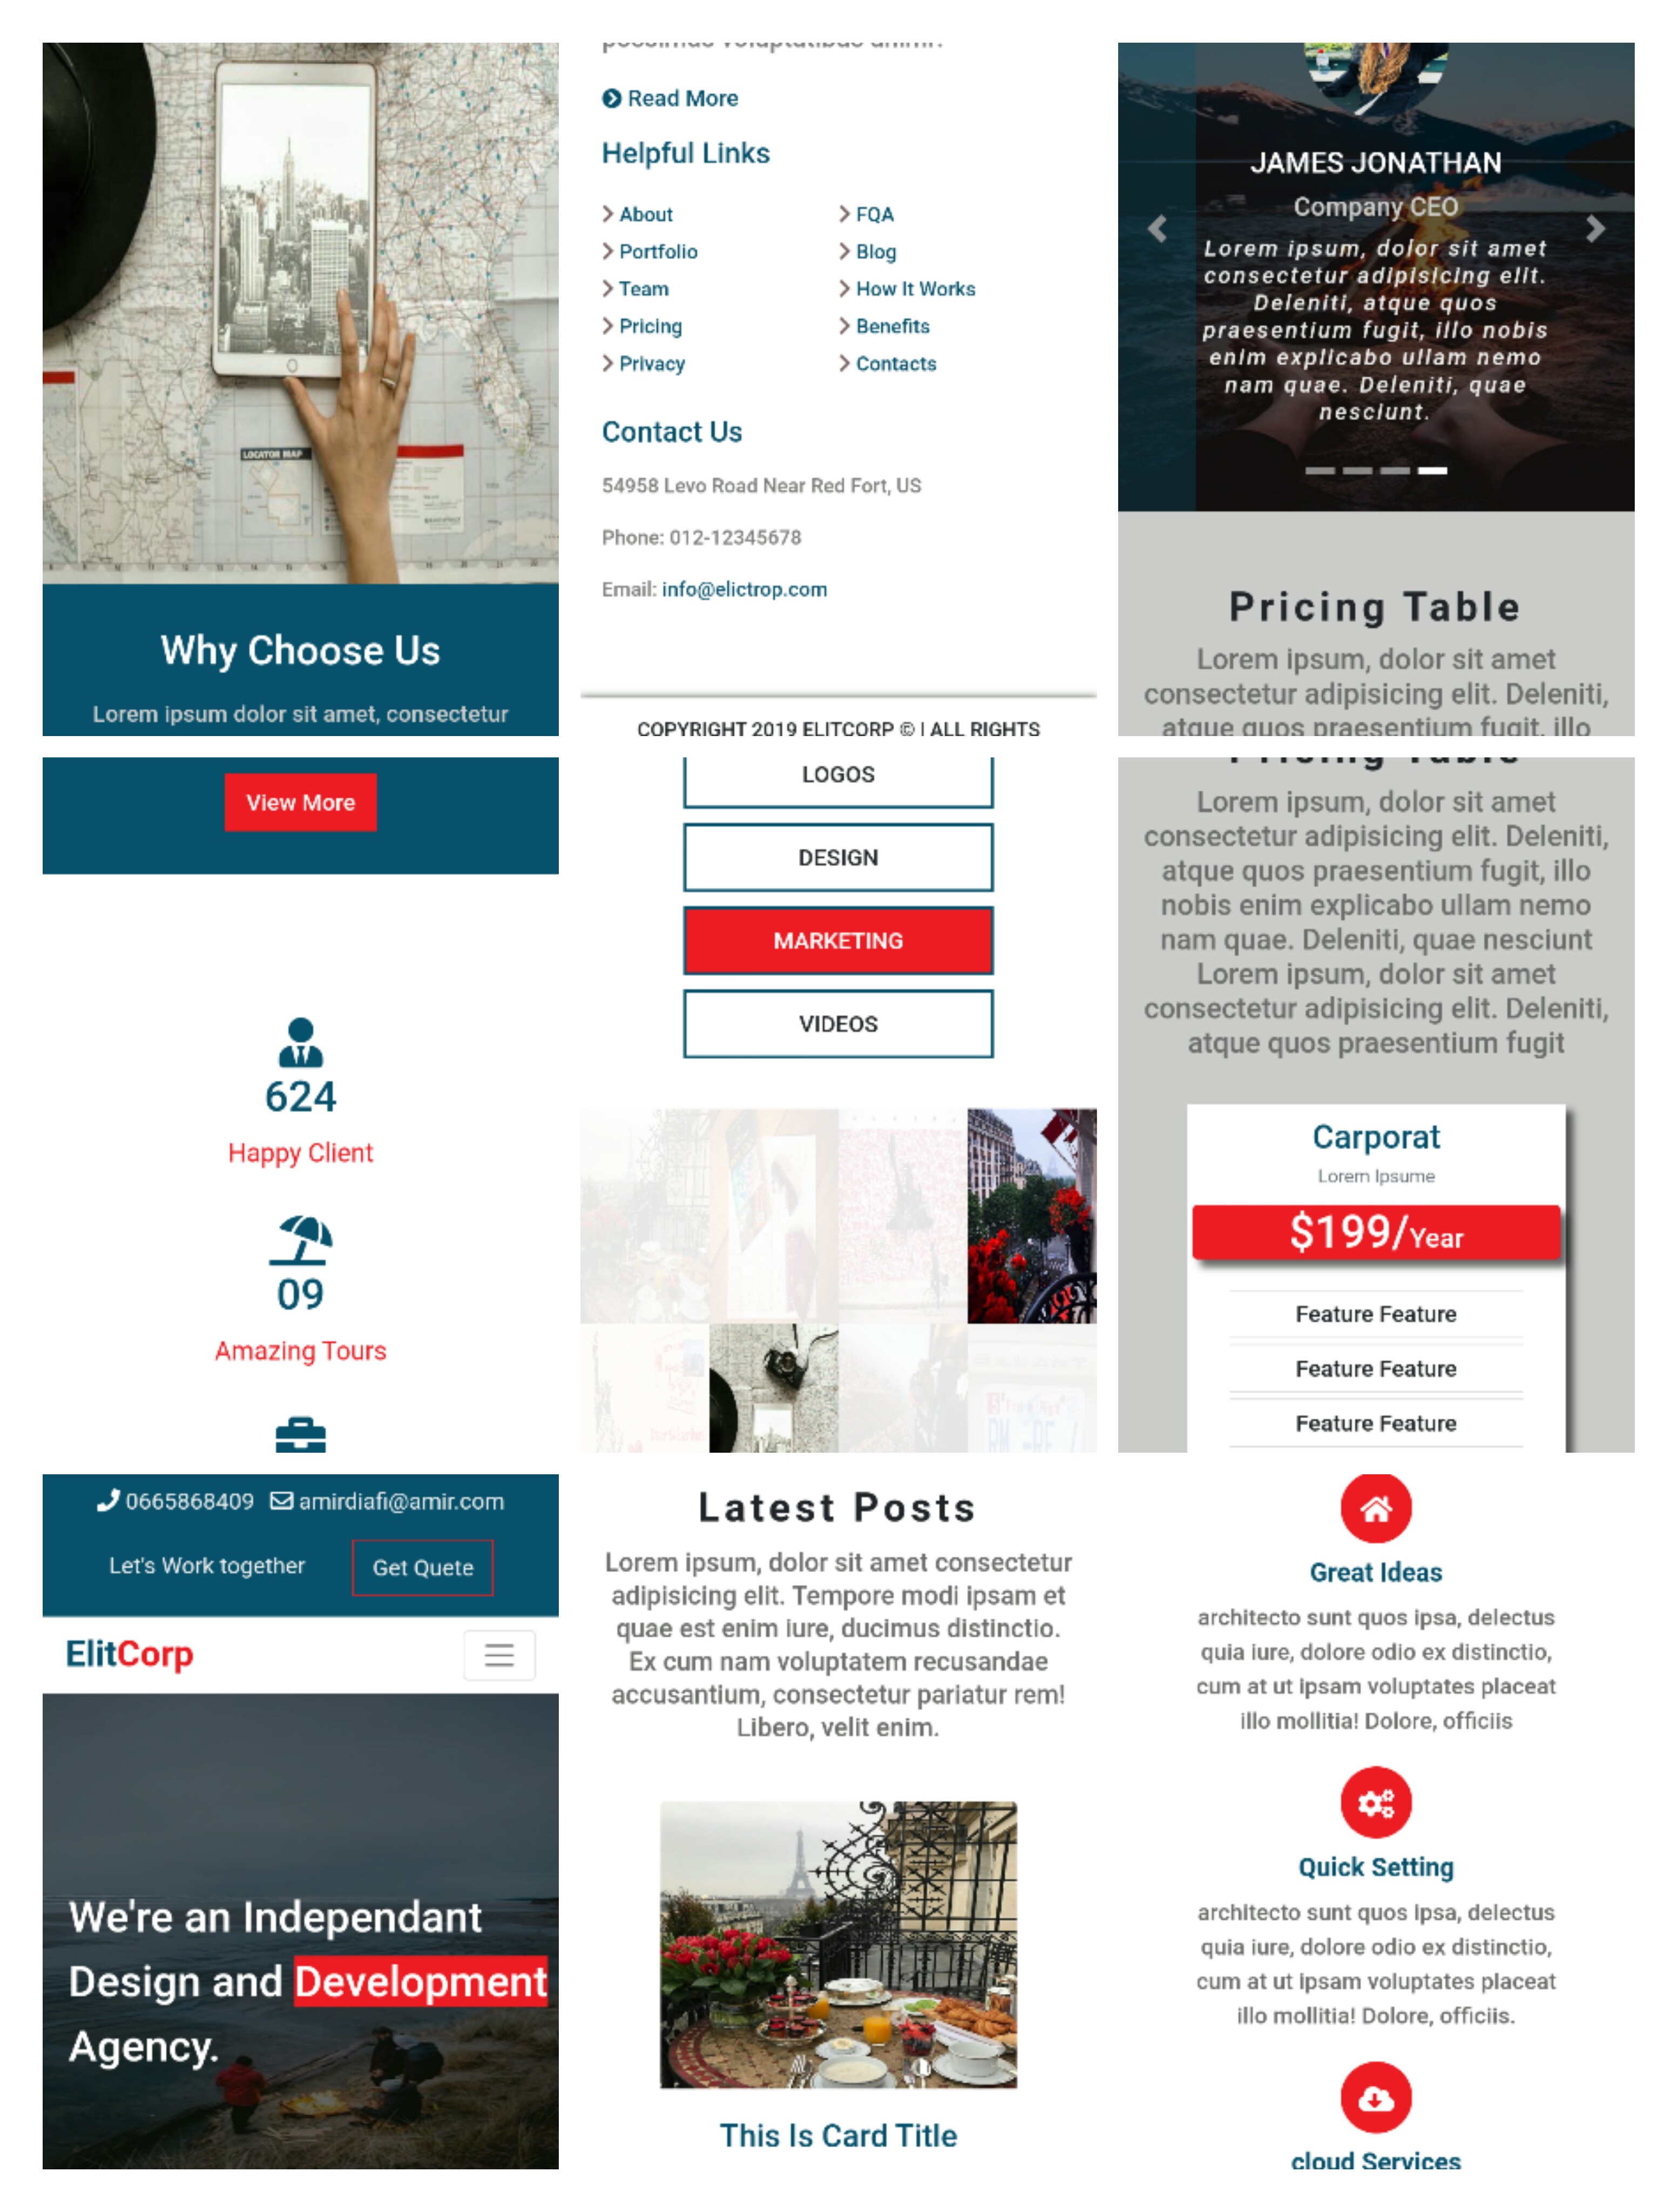 LOCATOR MAP
Why Choose Us
Lorem ipsum dolor sit amet, consectetur
possimus voluptatibus animi?
Read More
Helpful Links
About
Portfolio
Team
Pricing
Privacy
FQA
Blog
How It Works
Benefits
Contacts
Contact Us
54958 Levo Road Near Red Fort, US
Phone: 012-12345678
Email: info@elictrop.com
COPYRIGHT 2019 ELITCORP © | ALL RIGHTS
JAMES JONATHAN
Company CEO
Lorem ipsum, dolor sit amet
consectetur adipisicing elit.
Deleniti, atque quos
praesentium fugit, illo nobis
enim explicabo ullam nemo
nam quae. Deleniti, quae
nesciunt.
Pricing Table
Lorem ipsum, dolor sit amet
consectetur adipisicing elit. Deleniti,
atque quos praesentium fugit, illo
View More
624
Happy Client
09
Amazing Tours
LOGOS
DESIGN
MARKETING
VIDEOS
Pricing Table
Lorem ipsum, dolor sit amet
consectetur adipisicing elit. Deleniti,
atque quos praesentium fugit, illo
nobis enim explicabo ullam nemo
nam quae. Deleniti, quae nesciunt
Lorem ipsum, dolor sit amet
consectetur adipisicing elit. Deleniti,
atque quos praesentium fugit
Carporat
Lorem Ipsume
$199/Year
Feature Feature
Feature Feature
Feature Feature
0665868409 amirdiafi@amir.com
Let's Work together
Get Quete
ElitCorp
We're an Independant
Design and Development
Agency.
Latest Posts
Lorem ipsum, dolor sit amet consectetur
adipisicing elit. Tempore modi ipsam et
quae est enim iure, ducimus distinctio.
Ex cum nam voluptatem recusandae
accusantium, consectetur pariatur rem!
Libero, velit enim.
This Is Card Title
Great Ideas
architecto sunt quos ipsa, delectus
quia iure, dolore odio ex distinctio,
cum at ut ipsam voluptates placeat
illo mollitia! Dolore, officiis
Quick Setting
architecto sunt quos ipsa, delectus
quia iure, dolore odio ex distinctio,
cum at ut ipsam voluptates placeat
illo mollitia! Dolore, officiis.
cloud Services